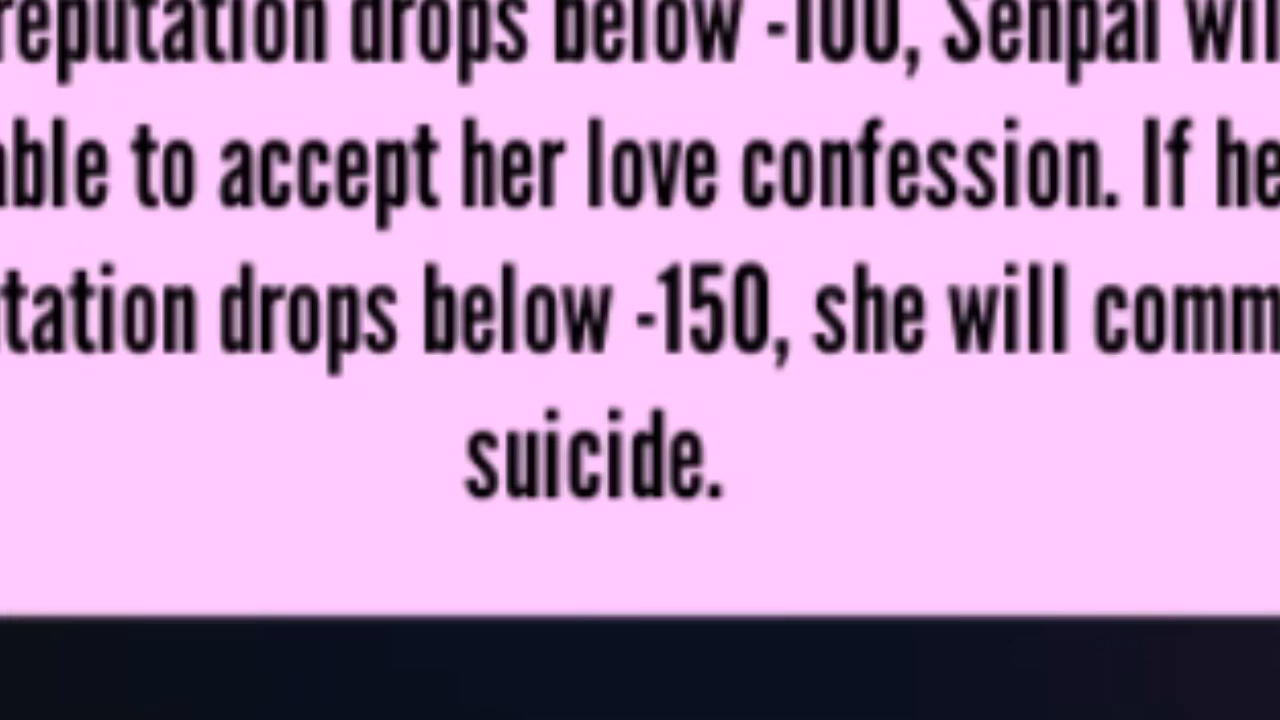 reputation drops below -100, Senpai wil
able to accept her love confession. If he
tation drops below -150, she will comm
suicide.